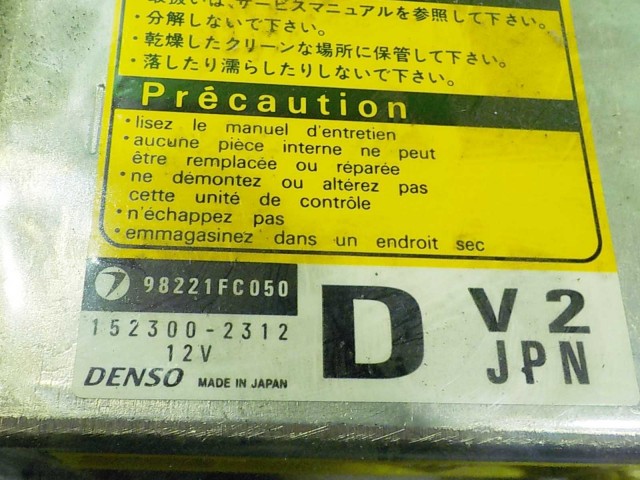 取扱いは、サービスマニュアルを参照して下さい。
・分解しないで下さい。
・乾燥したクリーンな場所に保管して下さい。
・落したり濡らしたりしないで下さい。
Précaution
・lisez le manuel d'entretien
・aucune pièce interne ne peut
être remplacée ou réparée
・ne démontez ou altérez pas
cette unité de contrôle
・n'échappez pas
・emmagasinez dans un endroit sec
7 98221FC050
152300-2312
12V
DENSO MADE IN JAPAN
D
V2
JPN